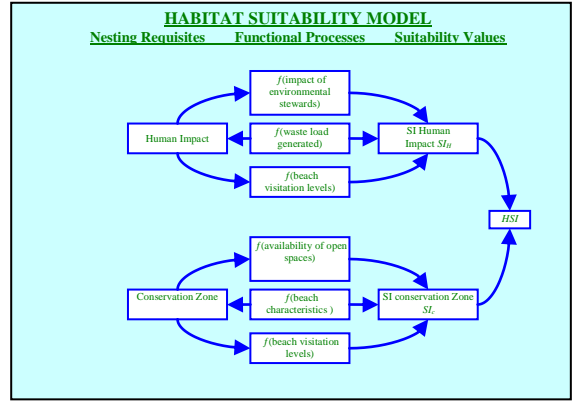 HABITAT SUITABILITY MODEL
Nesting Requisites Functional Processes Suitability Values
f(impact of
environmental
stewards)
Human Impact
f(waste load
generated)
SI Human
Impact SI_H
f(beach
visitation levels)
HSI
f(availability of open
spaces)
Conservation Zone
f(beach
characteristics )
SI conservation Zone
SI_c
f(beach visitation
levels)